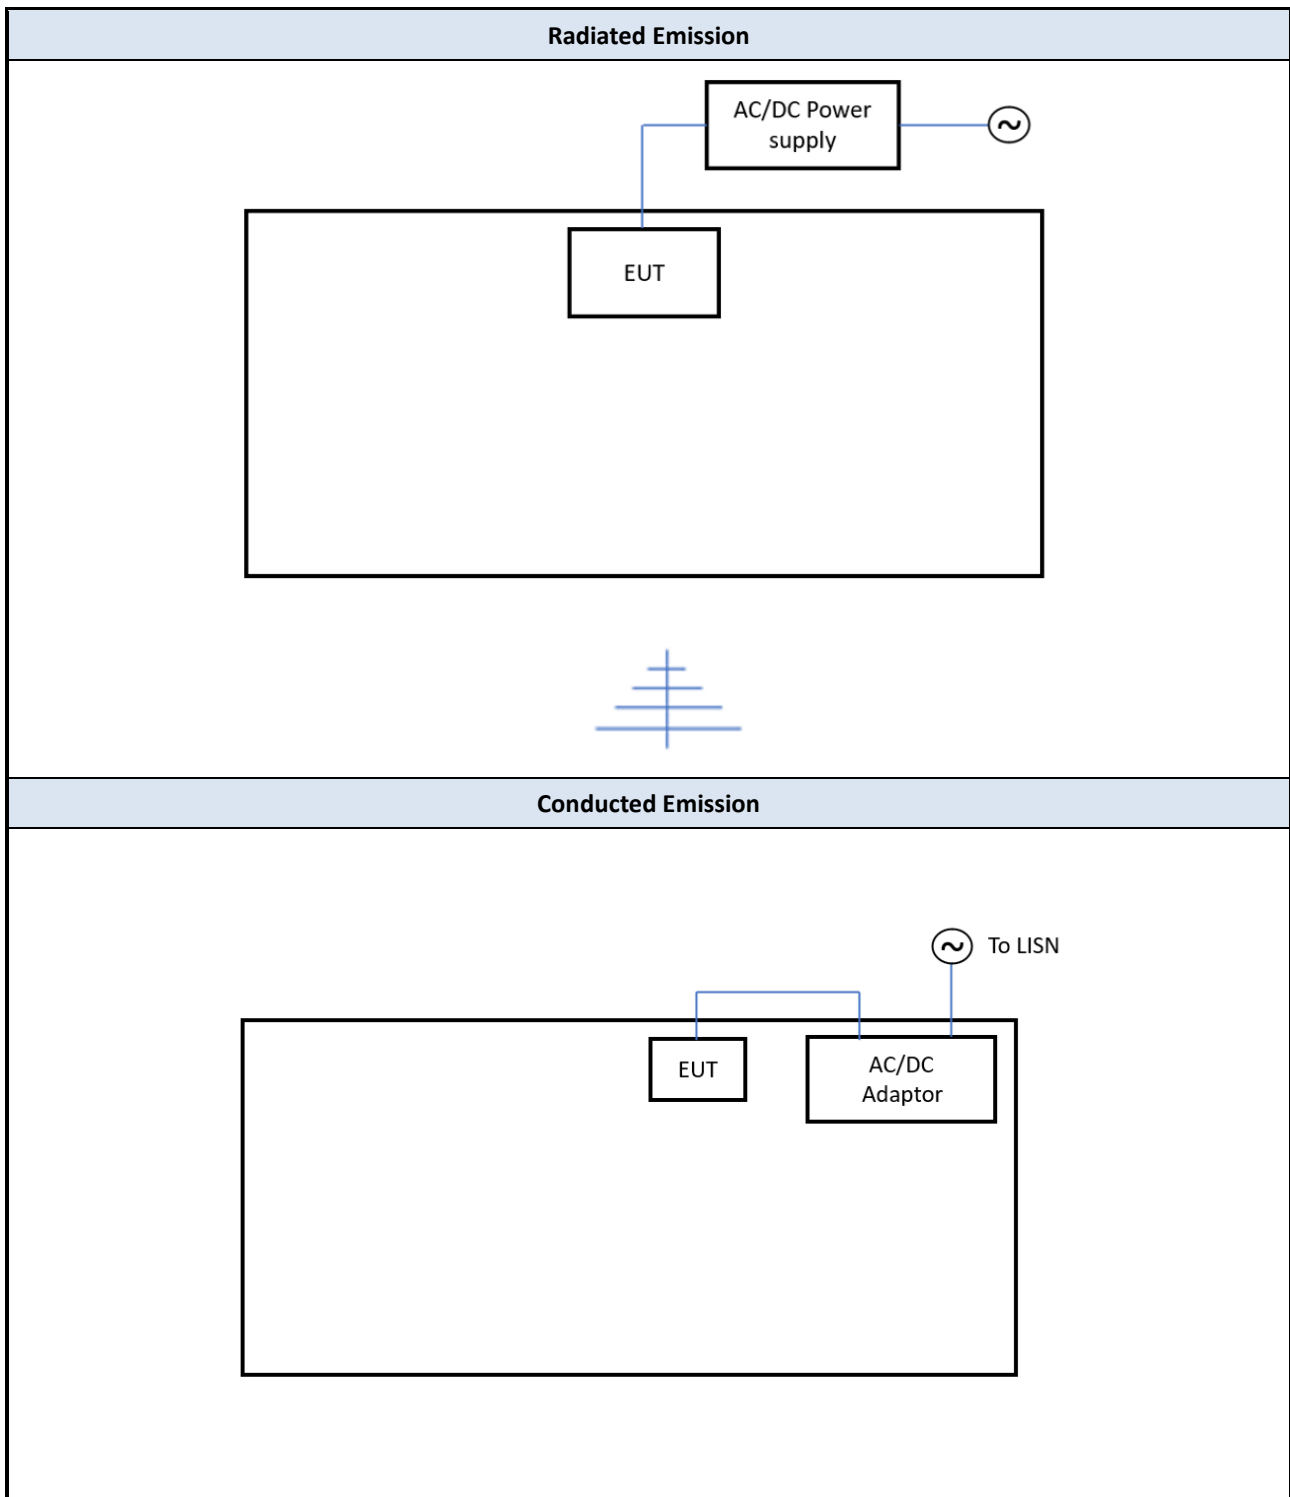 Radiated Emission
AC/DC Power
supply
~
EUT
Conducted Emission
~ To LISN
EUT
AC/DC
Adaptor